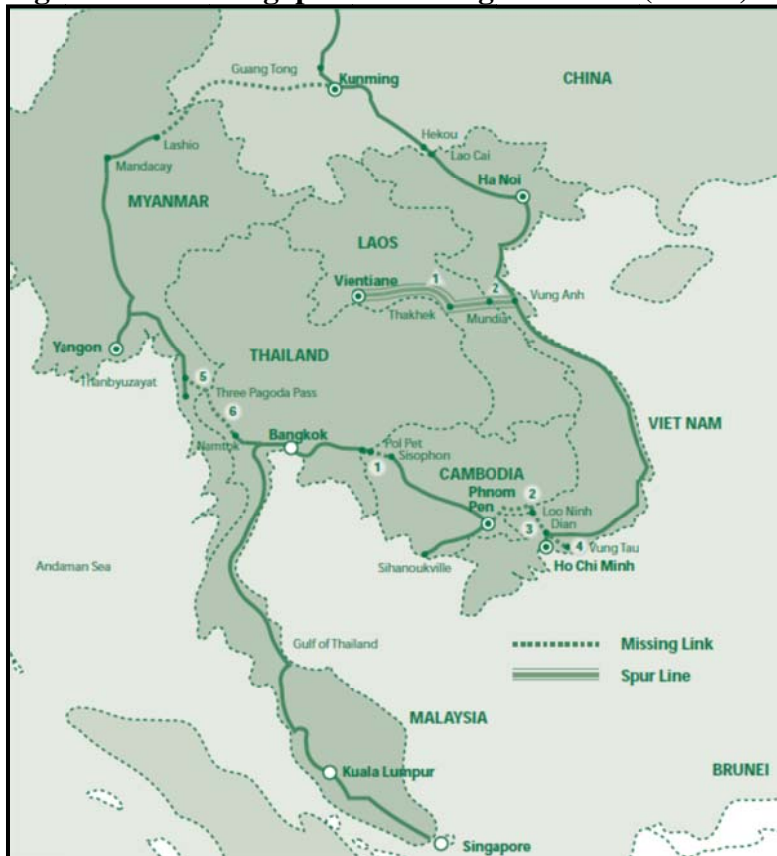 Guang Tong
Kunming
CHINA
Lashio
Mandacay
Hekou
Lao Cai
Ha Noi
MYANMAR
LAOS
Vientiane
1
2
Vung Anh
Thakhek
Mundia
Yangon
THAILAND
Thanbyuzayat
5
Three Pagoda Pass
6
VIET NAM
Namtok
Bangkok
Pol Pet
1
Sisophon
CAMBODIA
Phnom
Pen
2
Loo Ninh
3
Dian
4
Vung Tau
Ho Chi Minh
Sihanoukville
Andaman Sea
Gulf of Thailand
Missing Link
Spur Line
MALAYSIA
Kuala Lumpur
BRUNEI
Singapore